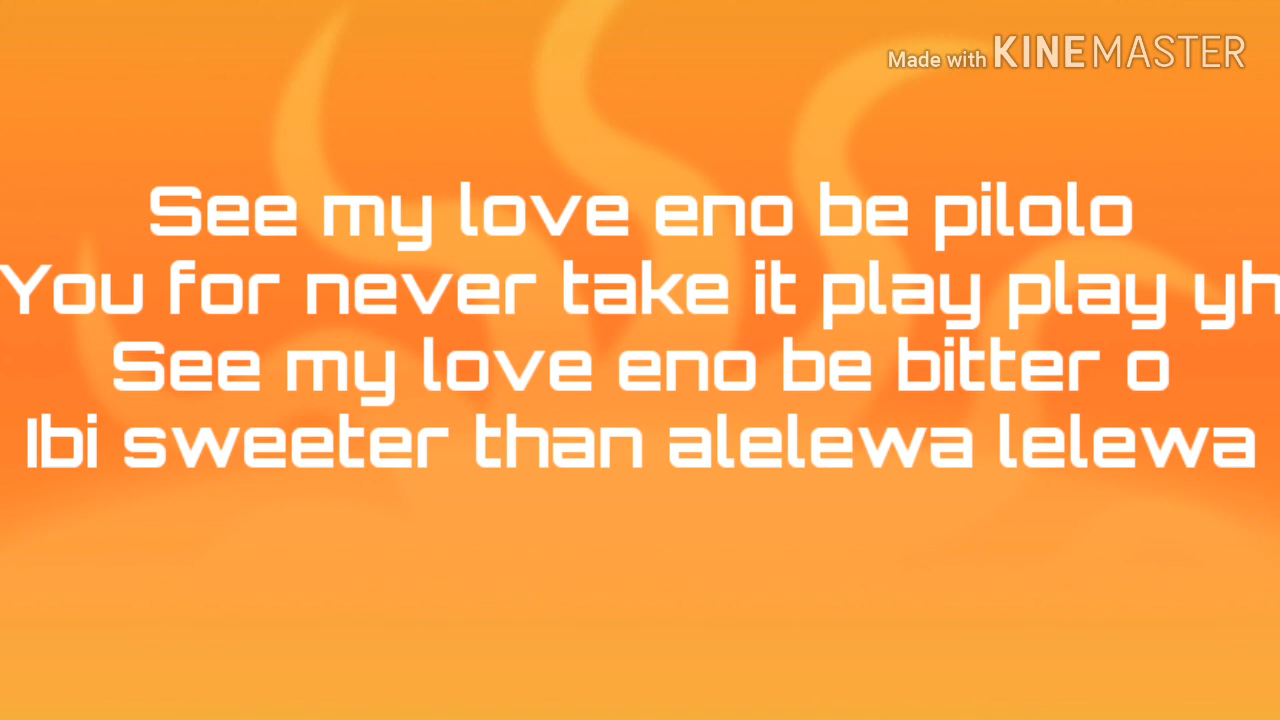 Made with KINEMASTER
See my love eno be pilolo
You for never take it play play yh
See my love eno be bitter o
Ibi sweeter than alelewa lelewa